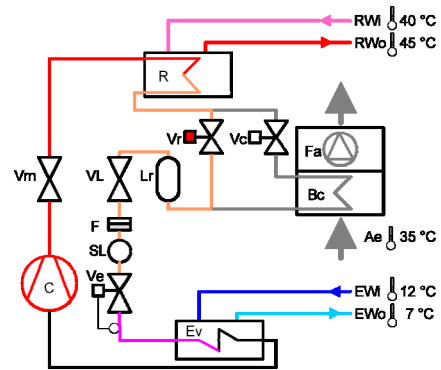 RWi 40 °C
RWo 45 °C
R
Vr
Vc
Fa
Vm
VL
Lr
Bc
F
SL
Ae 35 °C
Ve
C
EWi 12 °C
EWo 7 °C
Ev